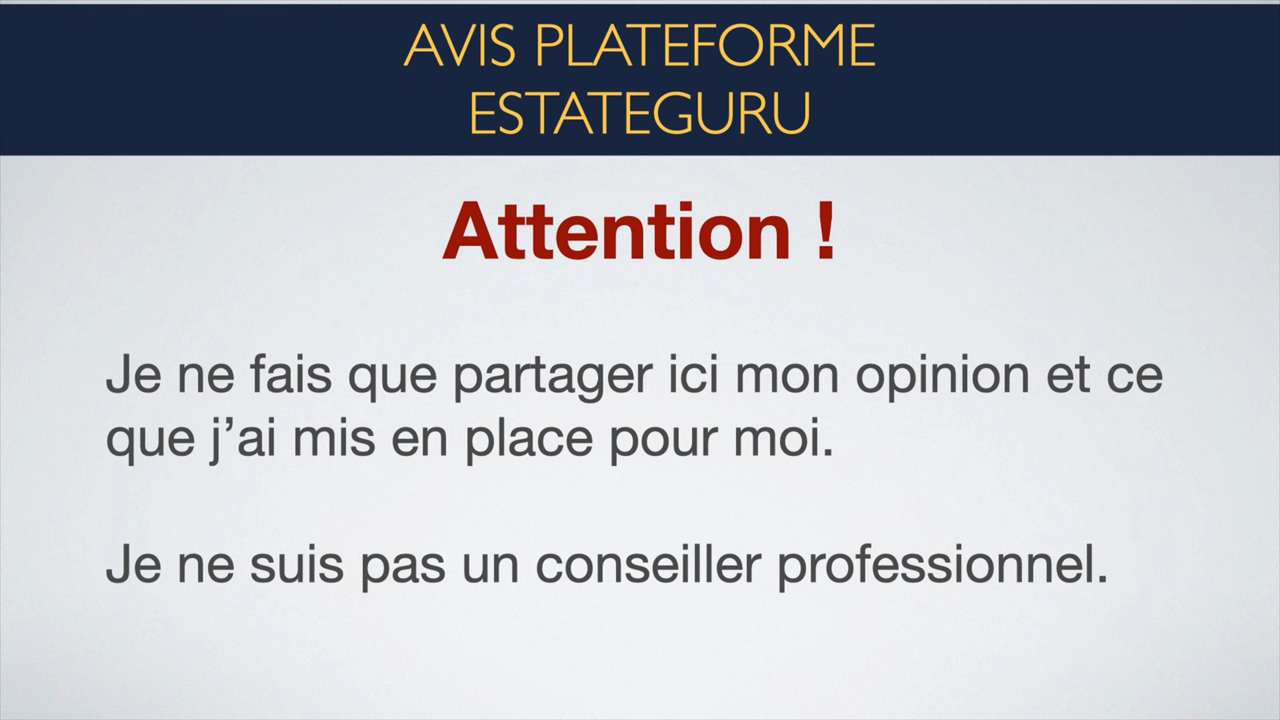 AVIS PLATEFORME
ESTATEGURU
Attention !
Je ne fais que partager ici mon opinion et ce
que j’ai mis en place pour moi.
Je ne suis pas un conseiller professionnel.